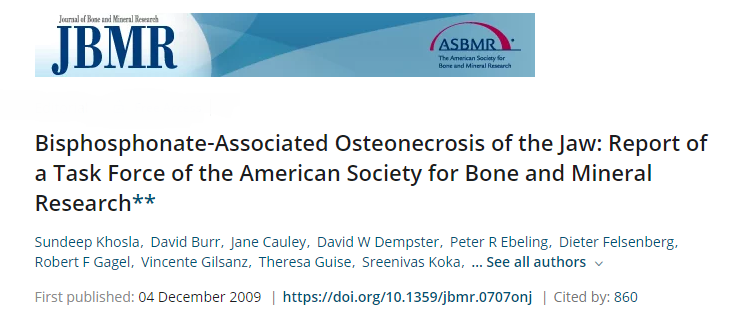 Journal of Bone and Mineral Research
JBMR
ASBMR
The American Society for
Bone and Mineral Research
Bisphosphonate-Associated Osteonecrosis of the Jaw: Report of
a Task Force of the American Society for Bone and Mineral
Research**
Sundeep Khosla, David Burr, Jane Cauley, David W Dempster, Peter R Ebeling, Dieter Felsenberg,
Robert F Gagel, Vincente Gilsanz, Theresa Guise, Sreenivas Koka, ... See all authors
First published: 04 December 2009 | https://doi.org/10.1359/jbmr.0707onj | Cited by: 860